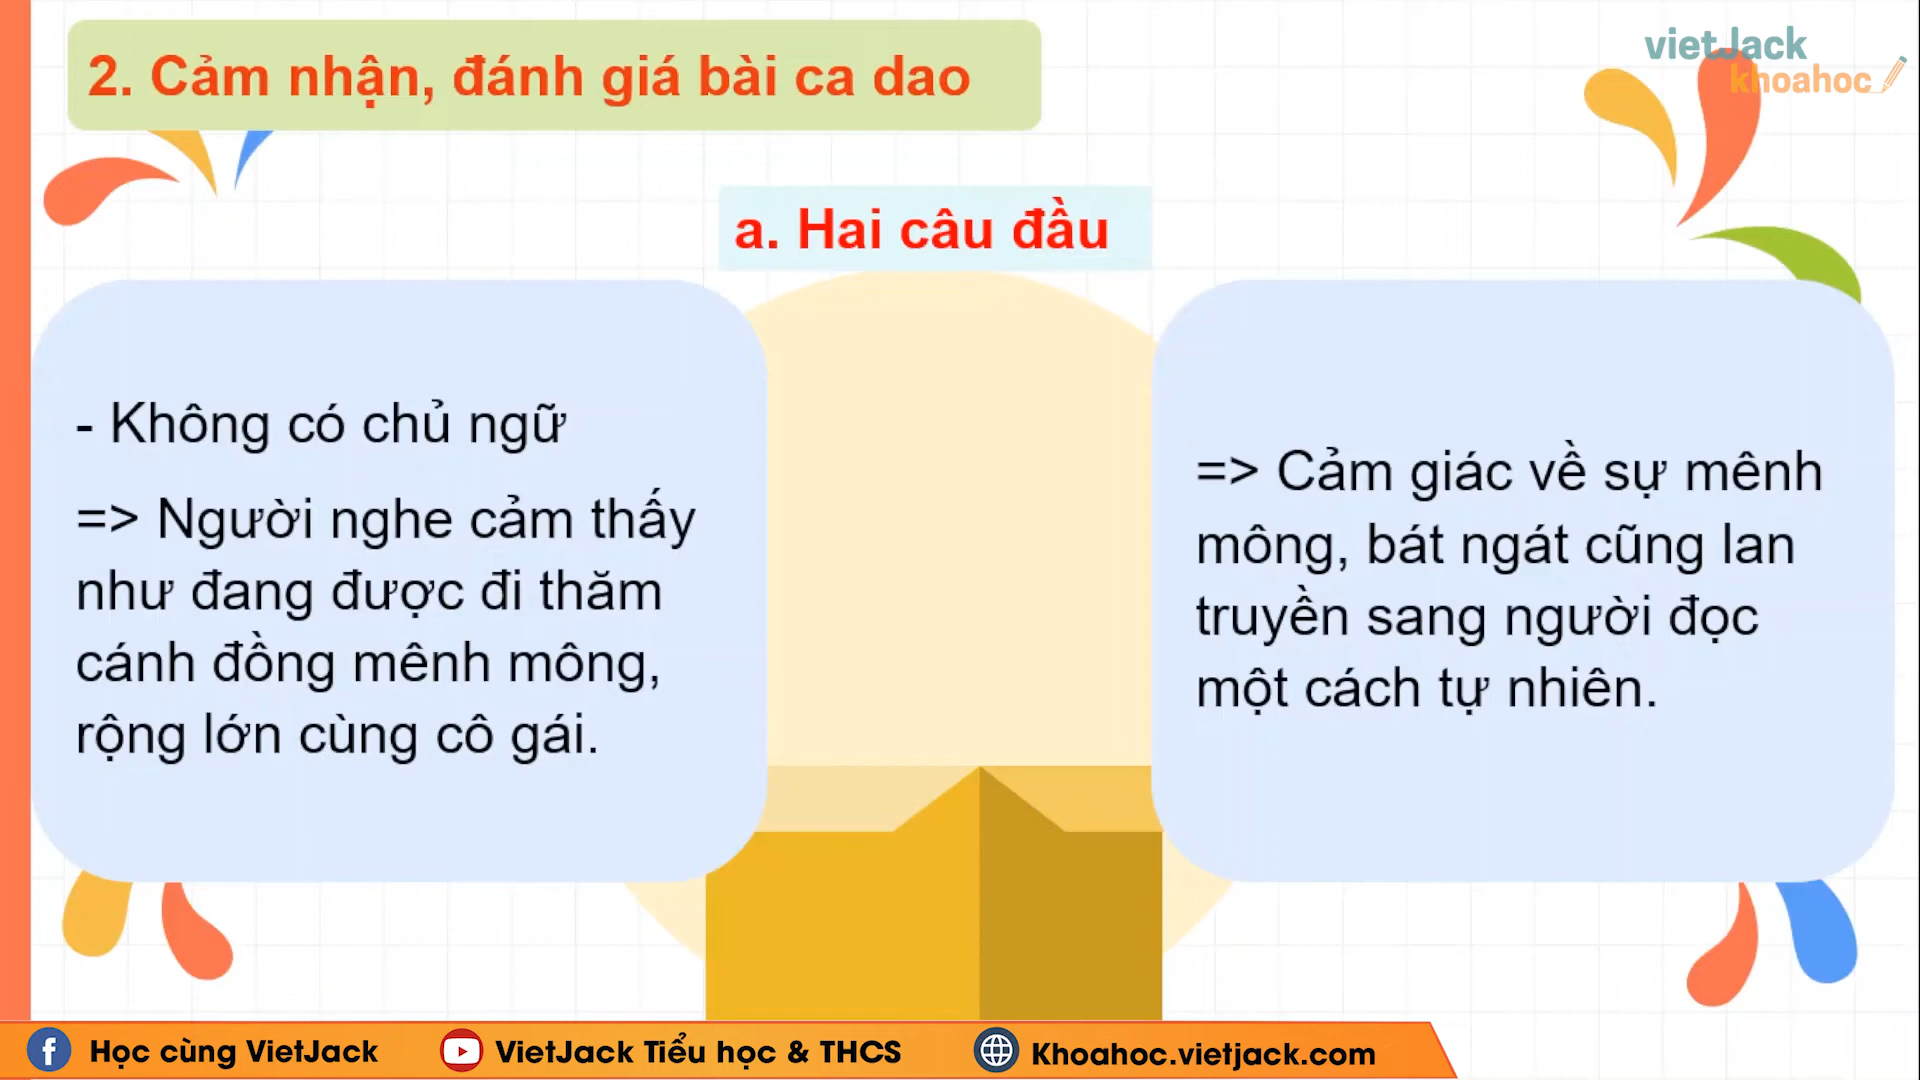 2. Cảm nhận, đánh giá bài ca dao
vietJack
khoahoc
a. Hai câu đầu
- Không có chủ ngữ
=> Người nghe cảm thấy
như đang được đi thăm
cánh đồng mênh mông,
rộng lớn cùng cô gái.
=> Cảm giác về sự mênh
mông, bát ngát cũng lan
truyền sang người đọc
một cách tự nhiên.
Học cùng VietJack
VietJack Tiểu học & THCS
Khoahoc.vietjack.com